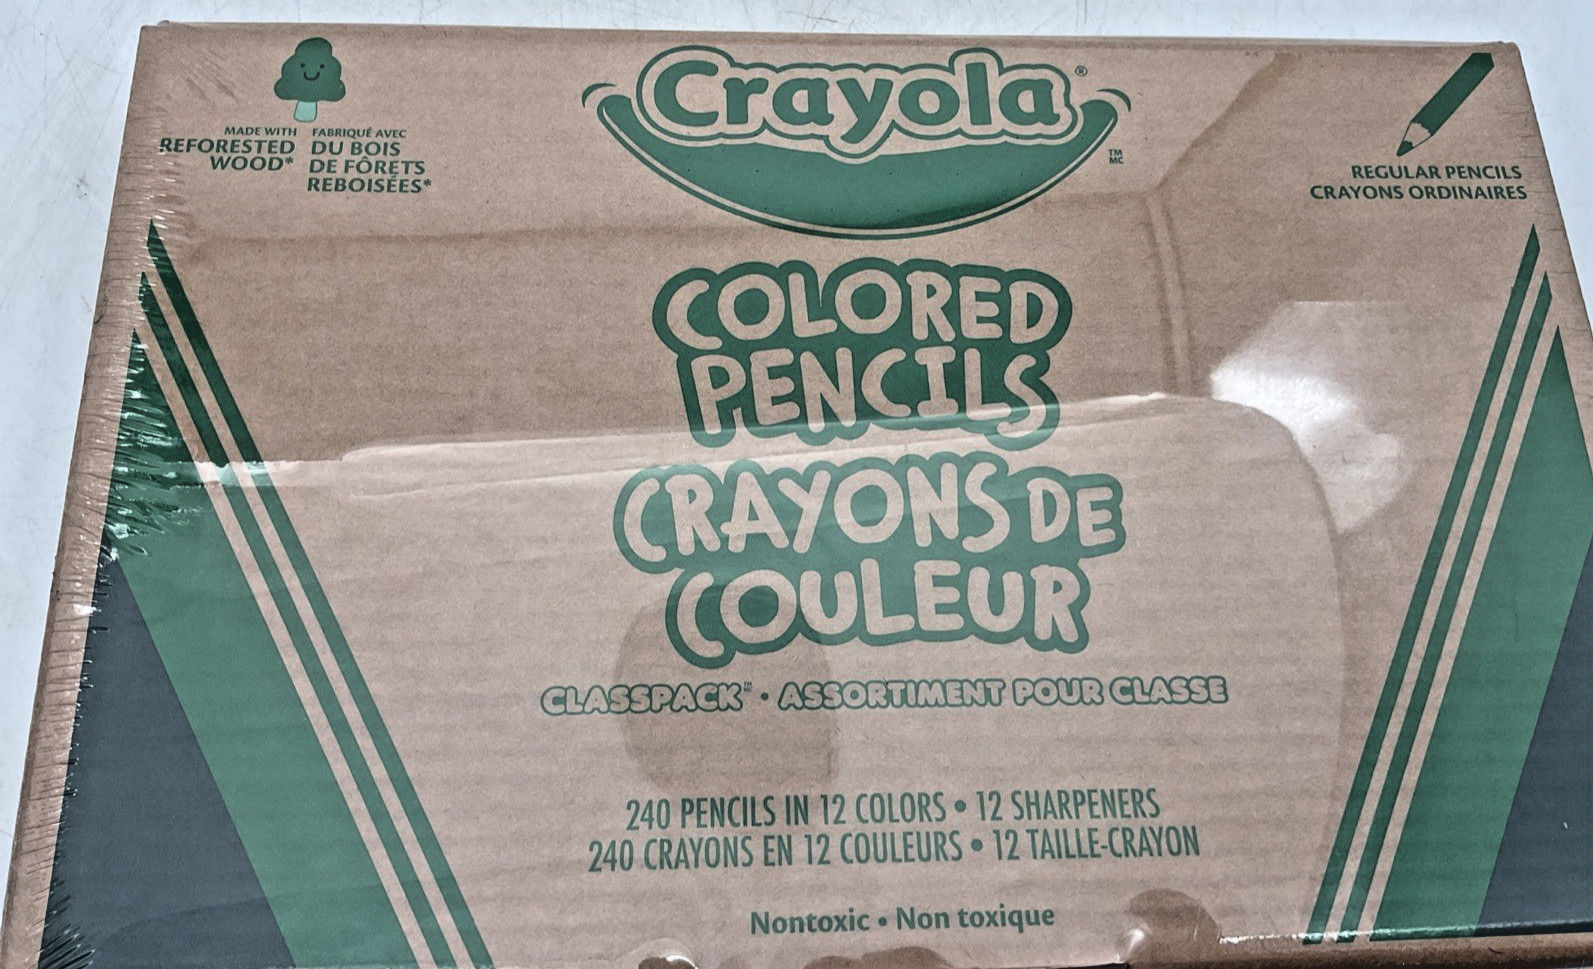 MADE WITH
REFORESTED
WOOD*
FABRIQUÉ AVEC
DU BOIS
DE FÔRETS
REBOISÉES*
Crayola®
TM
MC
REGULAR PENCILS
CRAYONS ORDINAIRES
COLORED
PENCILS
CRAYONS DE
COULEUR
CLASSPACK™ • ASSORTIMENT POUR CLASSE
240 PENCILS IN 12 COLORS • 12 SHARPENERS
240 CRAYONS EN 12 COULEURS • 12 TAILLE-CRAYON
Nontoxic • Non toxique